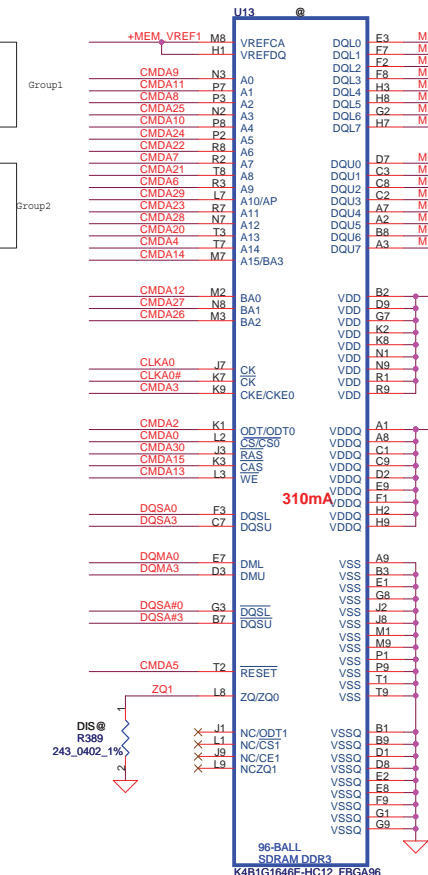 U13 @
+MEM_VREF1 M8 VREFCA
H1 VREFDQ
Group1
CMDA9 N3 A0
CMDA11 P7 A1
CMDA8 P3 A2
CMDA25 N2 A3
CMDA10 P8 A4
CMDA24 P2 A5
CMDA22 R8 A6
CMDA7 R2 A7
CMDA21 T8 A8
CMDA6 R3 A9
CMDA29 L7 A10/AP
Group2
CMDA23 R7 A11
CMDA28 N7 A12
CMDA20 T3 A13
CMDA4 T7 A14
CMDA14 M7 A15/BA3
CMDA12 M2 BA0
CMDA27 N8 BA1
CMDA26 M3 BA2
CLKA0 J7 CK
CLKA0# K7 CK
CMDA3 K9 CKE/CKE0
CMDA2 K1 ODT/ODT0
CMDA0 L2 CS/CS0
CMDA30 J3 RAS
CMDA15 K3 CAS
CMDA13 L3 WE
310mA
DQSA0 F3 DQSL
DQSA3 C7 DQSU
DQMA0 E7 DML
DQMA3 D3 DMU
DQSA#0 G3 DQSL
DQSA#3 B7 DQSU
CMDA5 T2 RESET
ZQ1 L8 ZQ/ZQ0
1
DIS@
R389
243_0402_1%
2
J1 NC/ODT1
L1 NC/CS1
J9 NC/CE1
L9 NCZQ1
DQL0 E3 M
DQL1 F7 M
DQL2 F2 M
DQL3 F8 M
DQL4 H3 M
DQL5 H8 M
DQL6 G2 M
DQL7 H7 M
DQU0 D7 M
DQU1 C3 M
DQU2 C8 M
DQU3 C2 M
DQU4 A7 M
DQU5 A2 M
DQU6 B8 M
DQU7 A3 M
VDD B2
VDD D9
VDD G7
VDD K2
VDD K8
VDD N1
VDD N9
VDD R1
VDD R9
VDDQ A1
VDDQ A8
VDDQ C1
VDDQ C9
VDDQ D2
VDDQ E9
VDDQ F1
VDDQ H2
VDDQ H9
VSS A9
VSS B3
VSS E1
VSS G8
VSS J2
VSS J8
VSS M1
VSS M9
VSS P1
VSS P9
VSS T1
VSS T9
VSSQ B1
VSSQ B9
VSSQ D1
VSSQ D8
VSSQ E2
VSSQ E8
VSSQ F9
VSSQ G1
VSSQ G9
96-BALL
SDRAM DDR3
K4B1G1646E-HC12_FBGA96